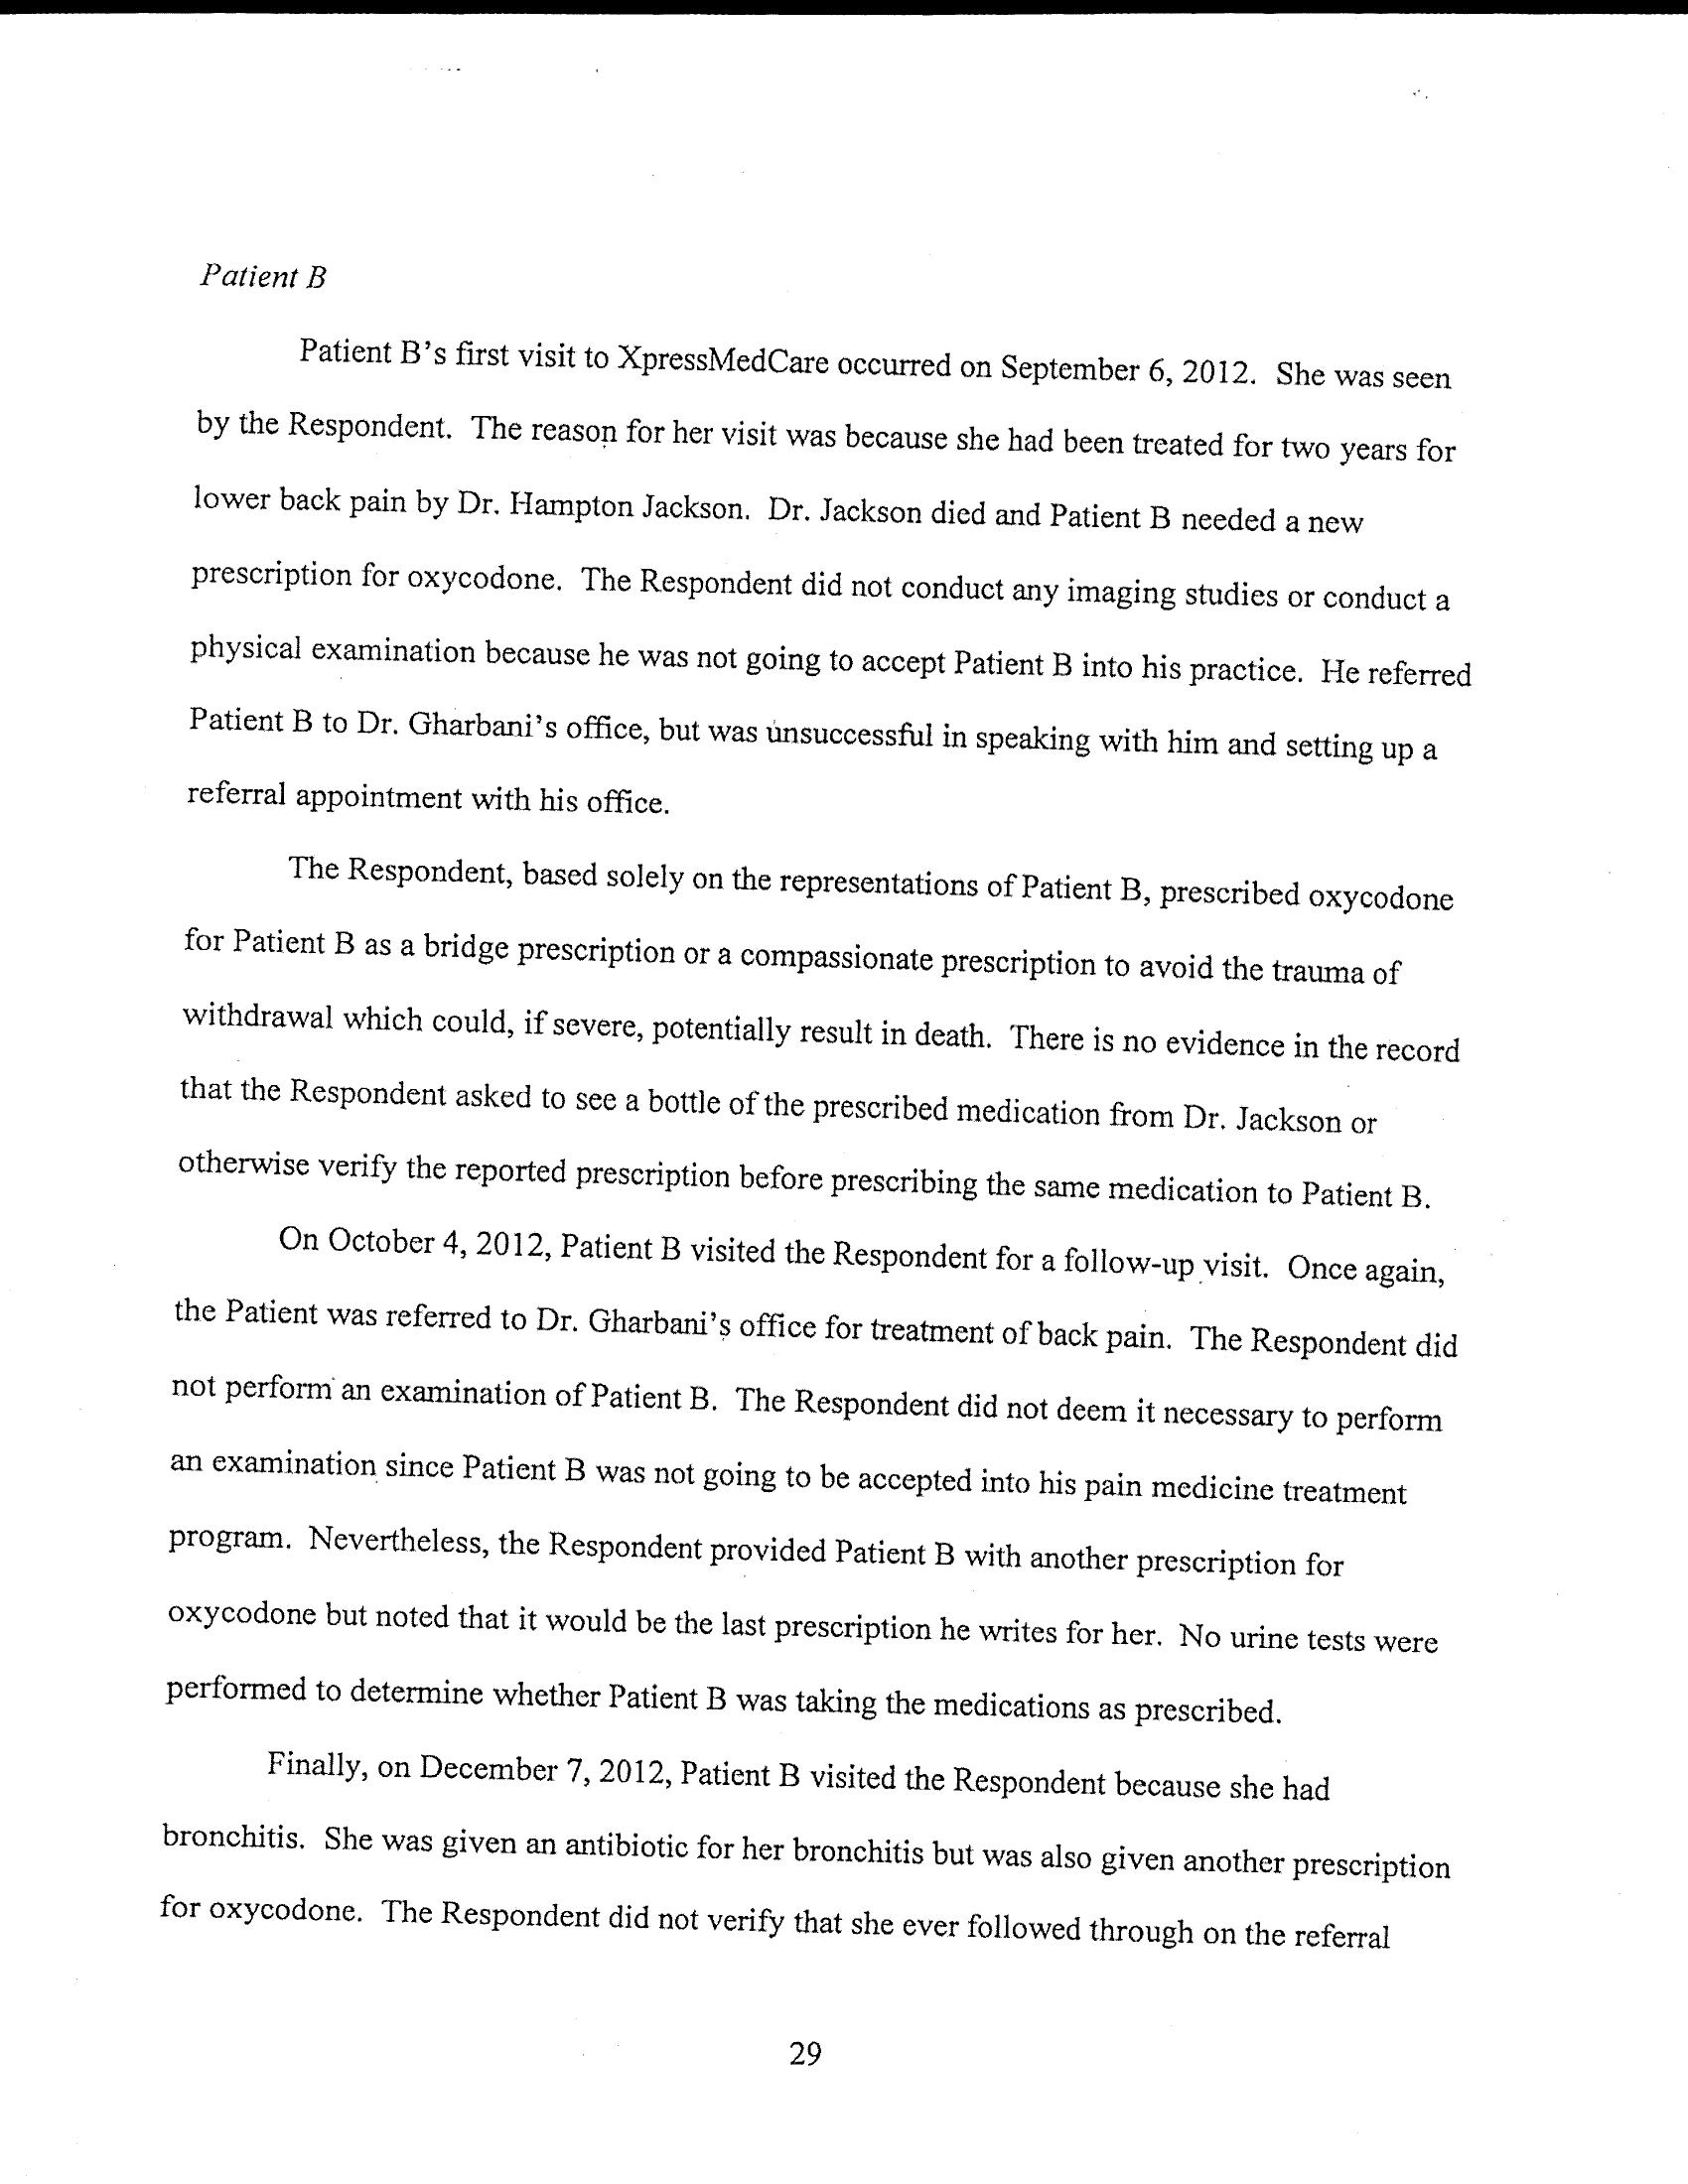 Patient B
Patient B's first visit to XpressMedCare occurred on September 6, 2012. She was seen
by the Respondent. The reason for her visit was because she had been treated for two years for
lower back pain by Dr. Hampton Jackson. Dr. Jackson died and Patient B needed a new
prescription for oxycodone. The Respondent did not conduct any imaging studies or conduct a
physical examination because he was not going to accept Patient B into his practice. He referred
Patient B to Dr. Gharbani's office, but was unsuccessful in speaking with him and setting up a
referral appointment with his office.
The Respondent, based solely on the representations of Patient B, prescribed oxycodone
for Patient B as a bridge prescription or a compassionate prescription to avoid the trauma of
withdrawal which could, if severe, potentially result in death. There is no evidence in the record
that the Respondent asked to see a bottle of the prescribed medication from Dr. Jackson or
otherwise verify the reported prescription before prescribing the same medication to Patient B.
On October 4, 2012, Patient B visited the Respondent for a follow-up visit. Once again,
the Patient was referred to Dr. Gharbani's office for treatment of back pain. The Respondent did
not perform an examination of Patient B. The Respondent did not deem it necessary to perform
an examination since Patient B was not going to be accepted into his pain medicine treatment
program. Nevertheless, the Respondent provided Patient B with another prescription for
oxycodone but noted that it would be the last prescription he writes for her. No urine tests were
performed to determine whether Patient B was taking the medications as prescribed.
Finally, on December 7, 2012, Patient B visited the Respondent because she had
bronchitis. She was given an antibiotic for her bronchitis but was also given another prescription
for oxycodone. The Respondent did not verify that she ever followed through on the referral
29